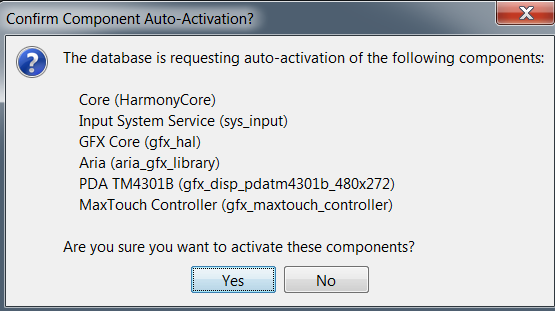 Confirm Component Auto-Activation?
The database is requesting auto-activation of the following components:
Core (HarmonyCore)
Input System Service (sys_input)
GFX Core (gfx_hal)
Aria (aria_gfx_library)
PDA TM4301B (gfx_disp_pdatm4301b_480x272)
MaxTouch Controller (gfx_maxtouch_controller)
Are you sure you want to activate these components?
Yes No